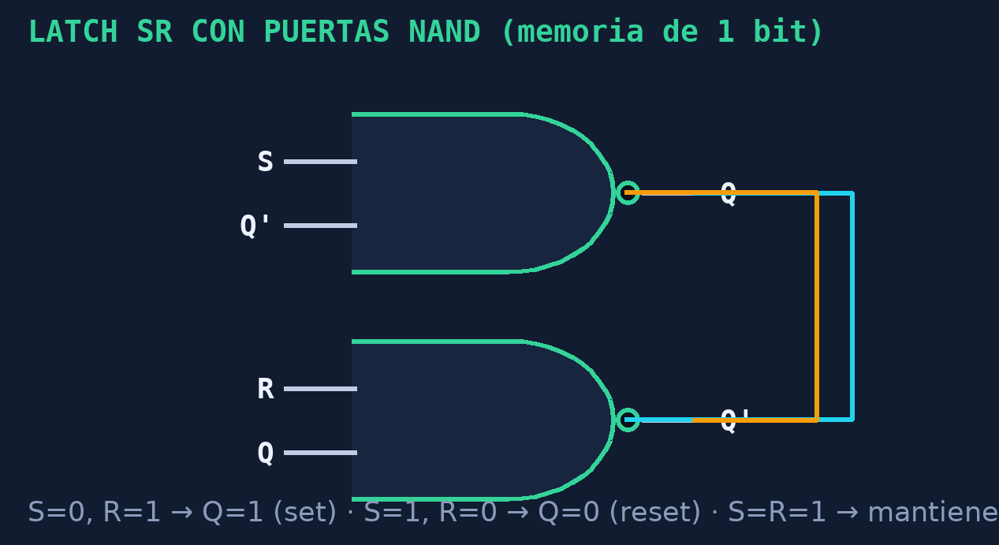 LATCH SR CON PUERTAS NAND (memoria de 1 bit)
S
Q
Q'
R
Q'
Q
S=0, R=1 → Q=1 (set) · S=1, R=0 → Q=0 (reset) · S=R=1 → mantiene